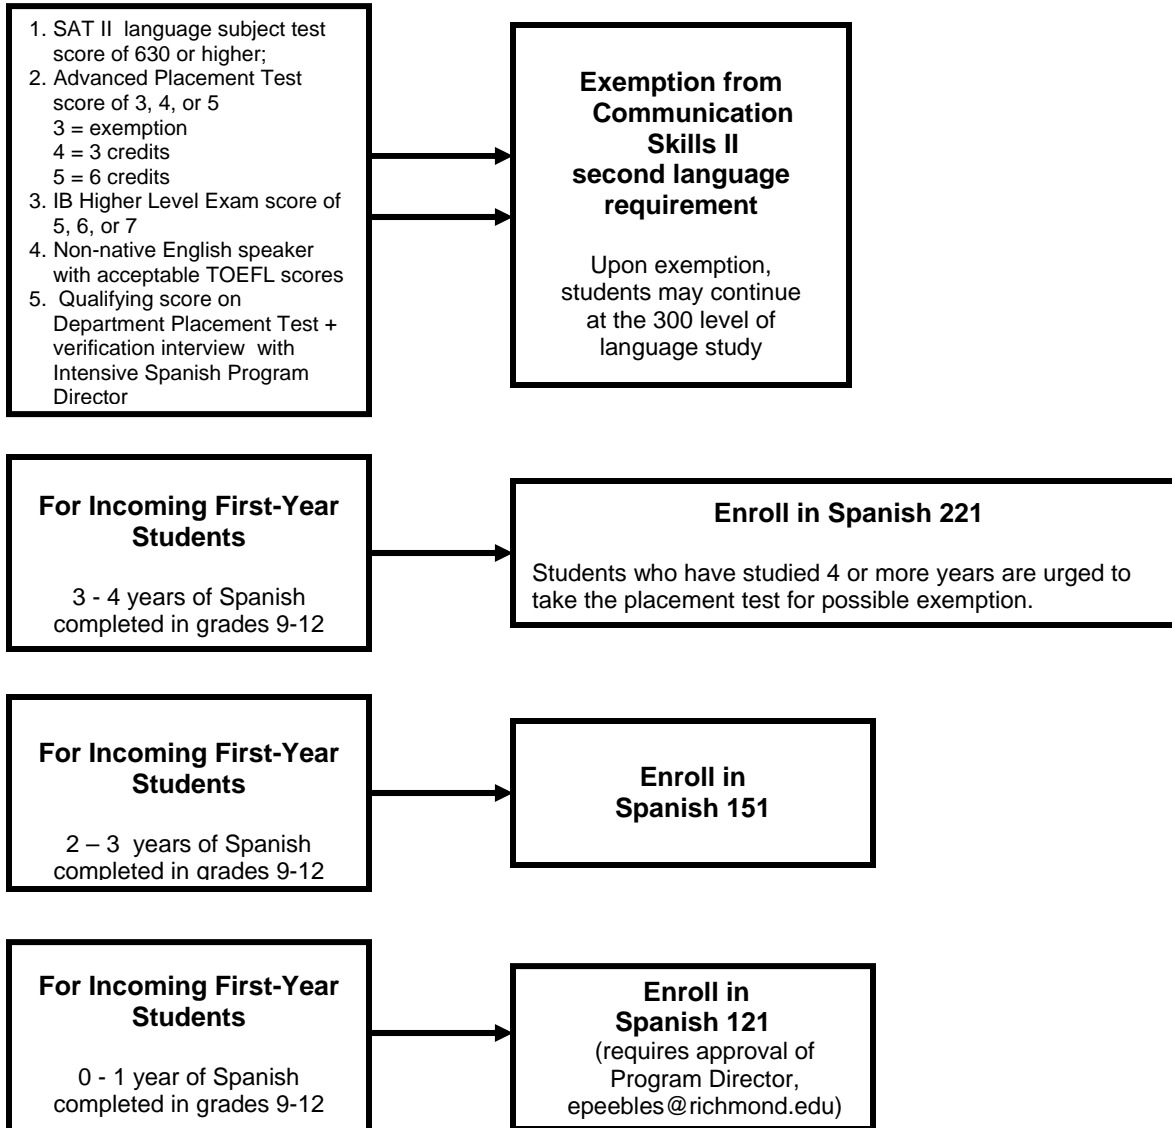 1. SAT II  language subject test
score of 630 or higher;
2. Advanced Placement Test
score of 3, 4, or 5
3 = exemption
4 = 3 credits
5 = 6 credits
3. IB Higher Level Exam score of
5, 6, or 7
4. Non-native English speaker
with acceptable TOEFL scores
5.  Qualifying score on
Department Placement Test +
verification interview  with
Intensive Spanish Program
Director
Exemption from
Communication
Skills II
second language
requirement
Upon exemption,
students may continue
at the 300 level of
language study
For Incoming First-Year
Students
3 - 4 years of Spanish
completed in grades 9-12
Enroll in Spanish 221
Students who have studied 4 or more years are urged to
take the placement test for possible exemption.
For Incoming First-Year
Students
2 – 3  years of Spanish
completed in grades 9-12
Enroll in
Spanish 151
For Incoming First-Year
Students
0 - 1 year of Spanish
completed in grades 9-12
Enroll in
Spanish 121
(requires approval of
Program Director,
epeebles@richmond.edu)